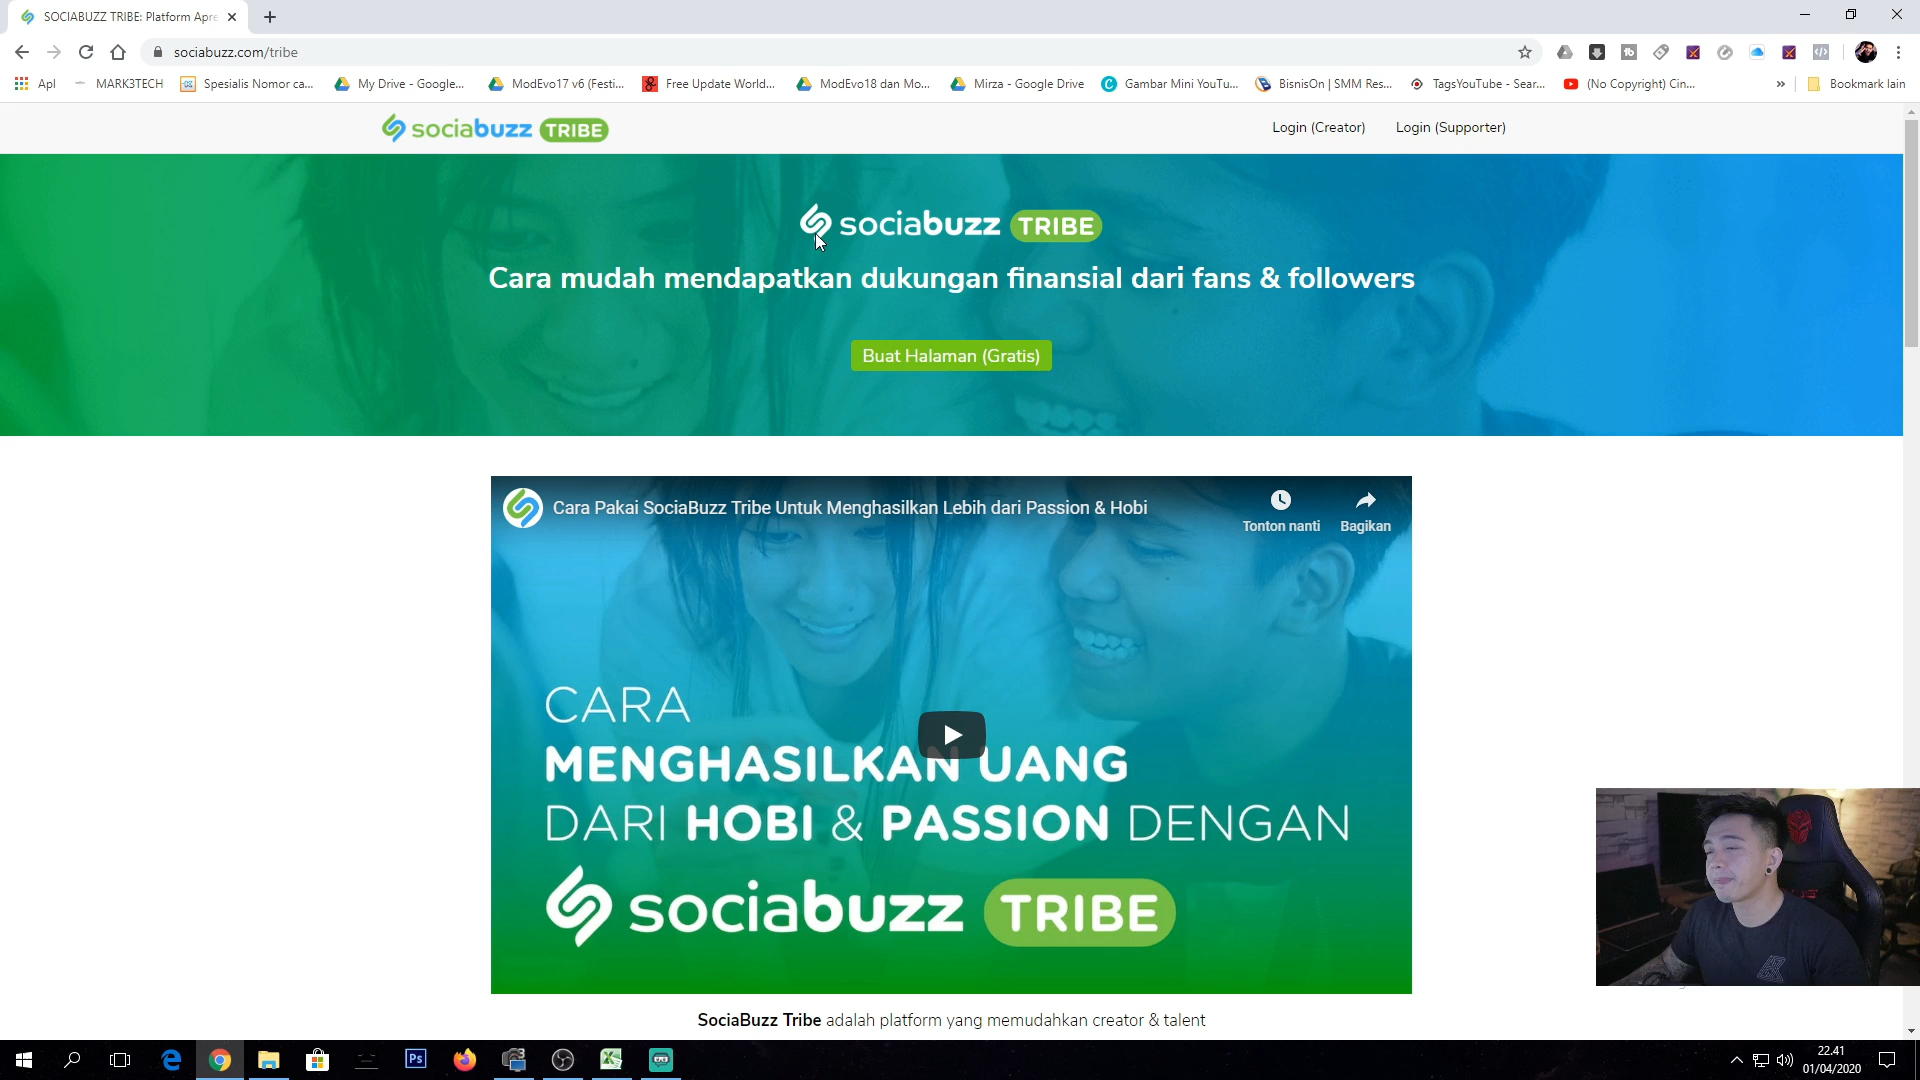 SOCIABUZZ TRIBE: Platform Apre
sociabuzz.com/tribe
Apl
MARK3TECH
Spesialis Nomor ca...
My Drive - Google...
ModEvo17 v6 (Festi...
Free Update World...
ModEvo18 dan Mo...
Mirza - Google Drive
Gambar Mini YouTu...
BisnisOn | SMM Res...
TagsYouTube - Sear...
(No Copyright) Cin...
»
Bookmark lain
sociabuzz TRIBE
Login (Creator)
Login (Supporter)
sociabuzz TRIBE
Cara mudah mendapatkan dukungan finansial dari fans & followers
Buat Halaman (Gratis)
Cara Pakai SociaBuzz Tribe Untuk Menghasilkan Lebih dari Passion & Hobi
Tonton nanti
Bagikan
CARA
MENGHASILKAN UANG
DARI HOBI & PASSION DENGAN
sociabuzz TRIBE
SociaBuzz Tribe adalah platform yang memudahkan creator & talent
Ps
22.41
01/04/2020